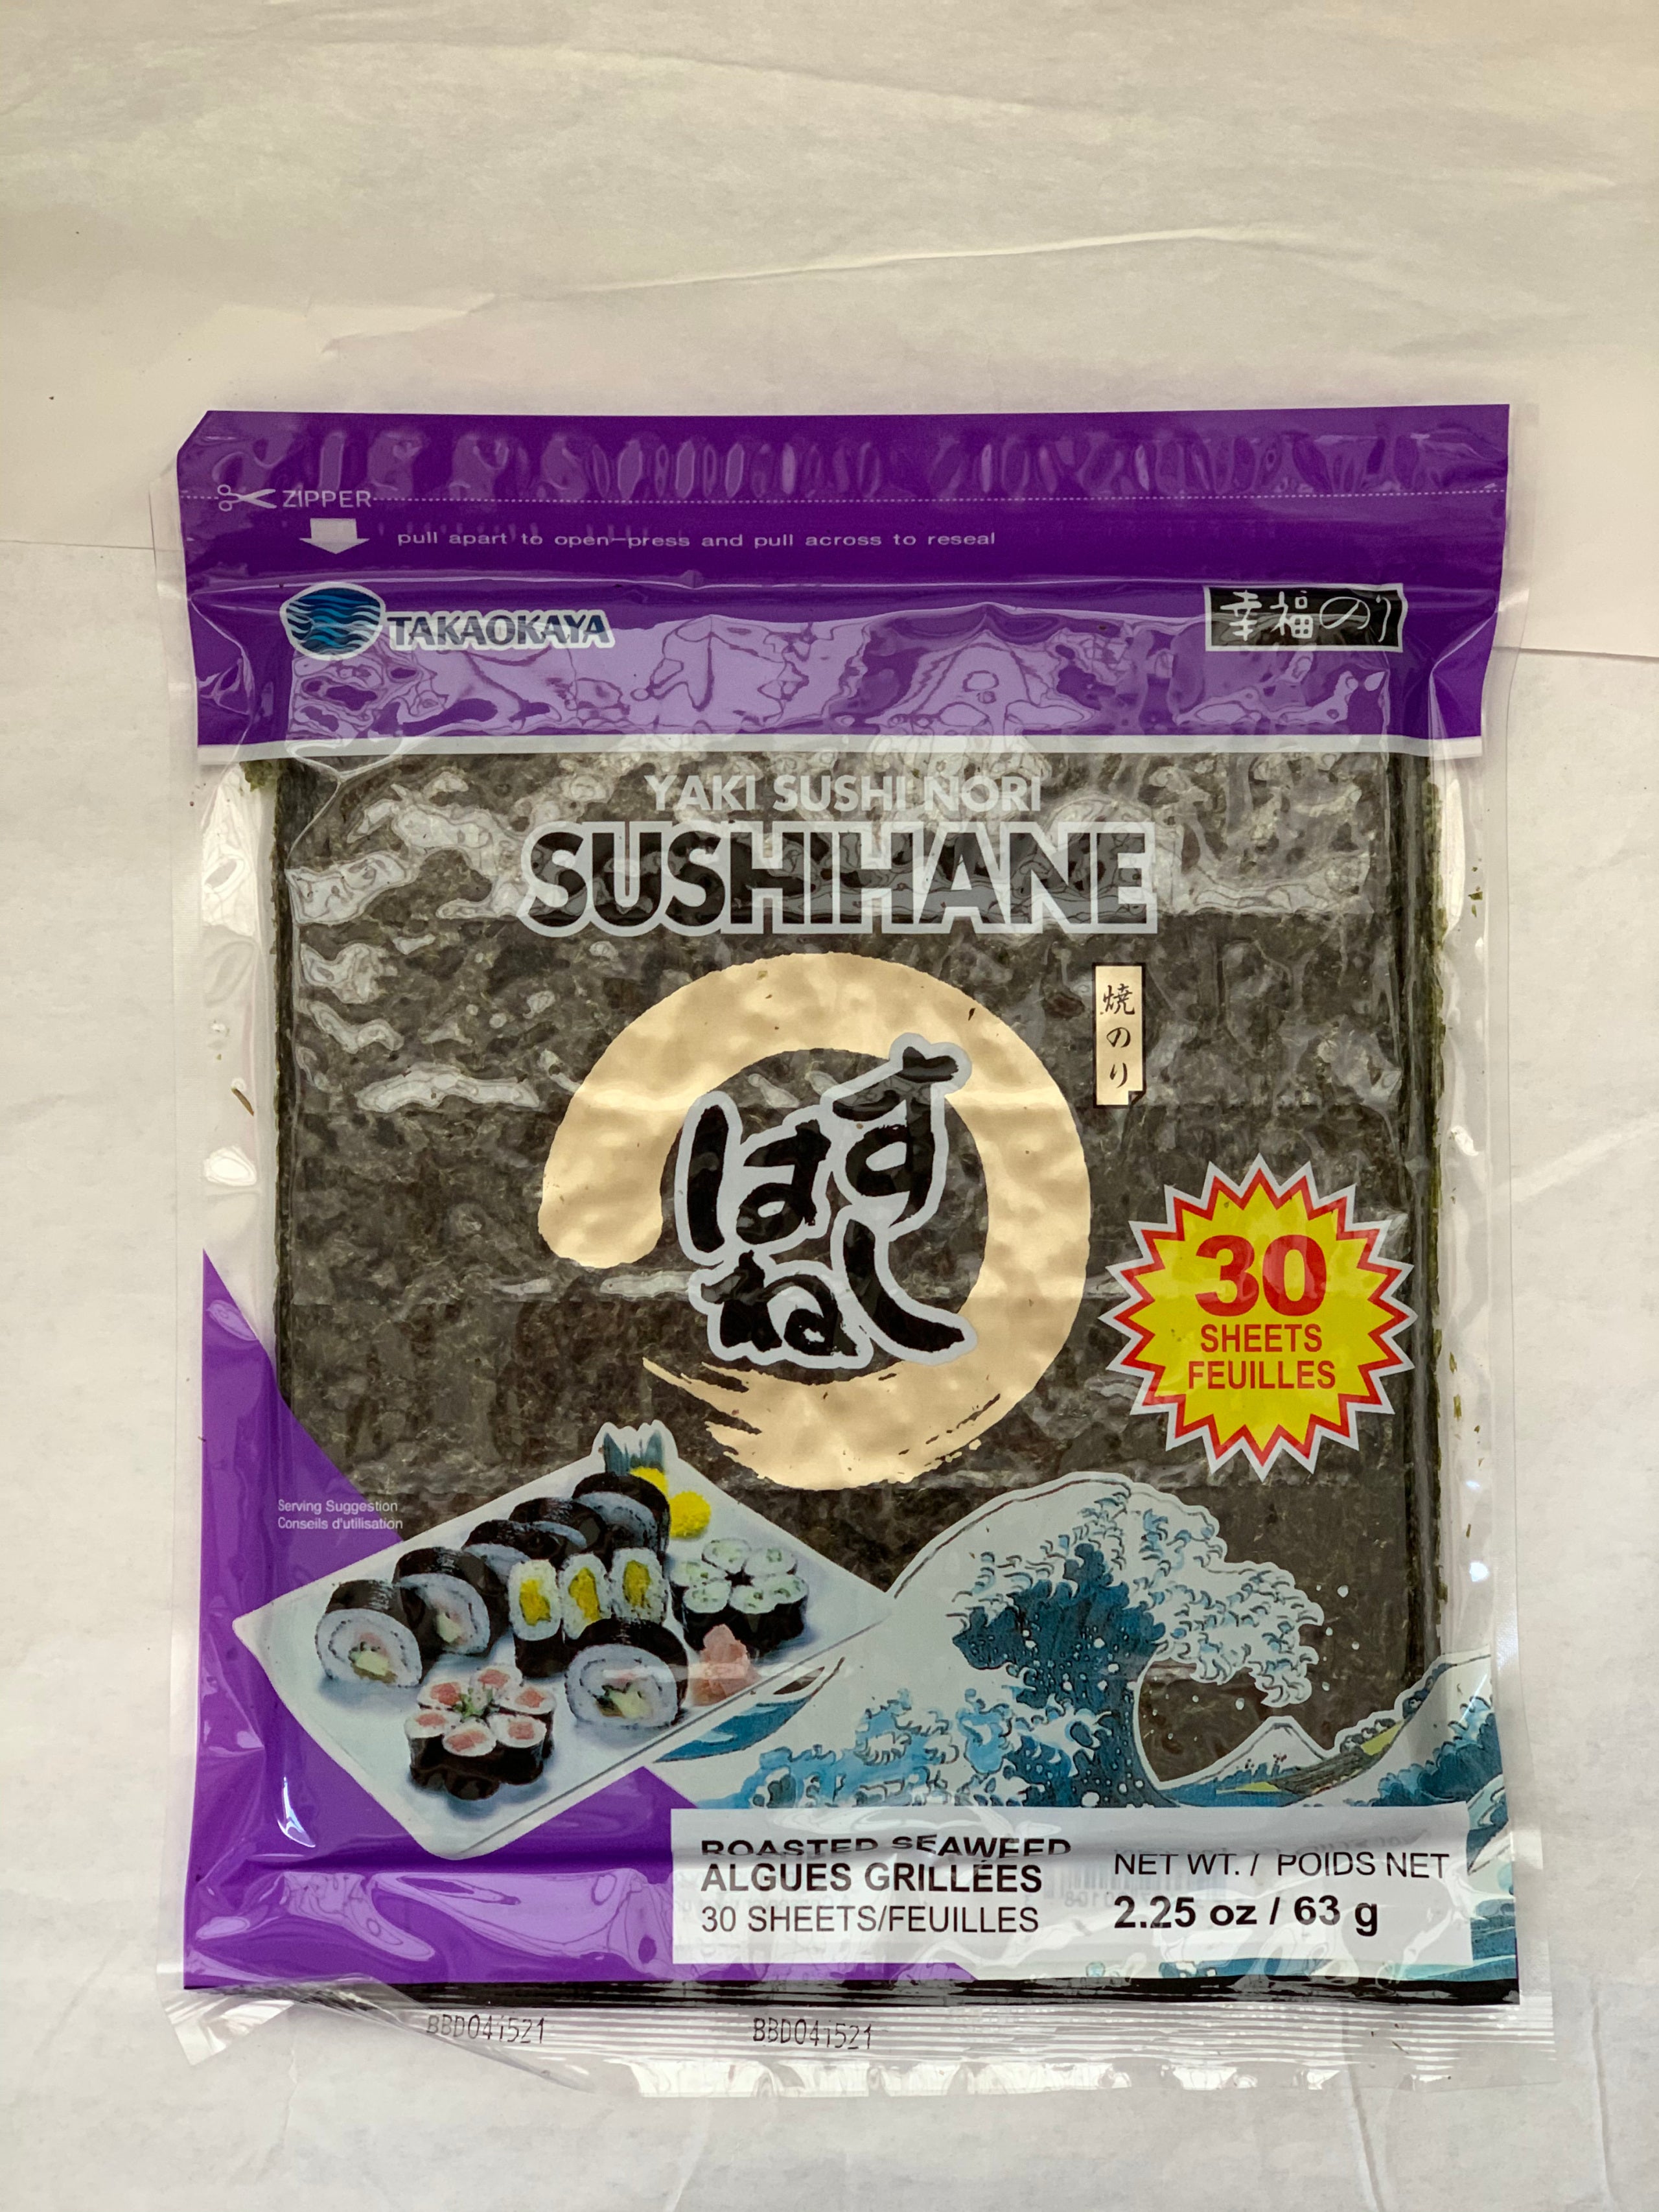 ZIPPER
pull apart to open-press and pull across to reseal
TAKAOKAYA
幸福のり
YAKI SUSHI NORI
SUSHIHANE
焼のり
すし
はね
30
SHEETS
FEUILLES
Serving Suggestion
Conseils d'utilisation
ROASTED SEAWEED
ALGUES GRILLÉES
30 SHEETS/FEUILLES
NET WT. / POIDS NET
2.25 oz / 63 g
BBD041521
BBD041521